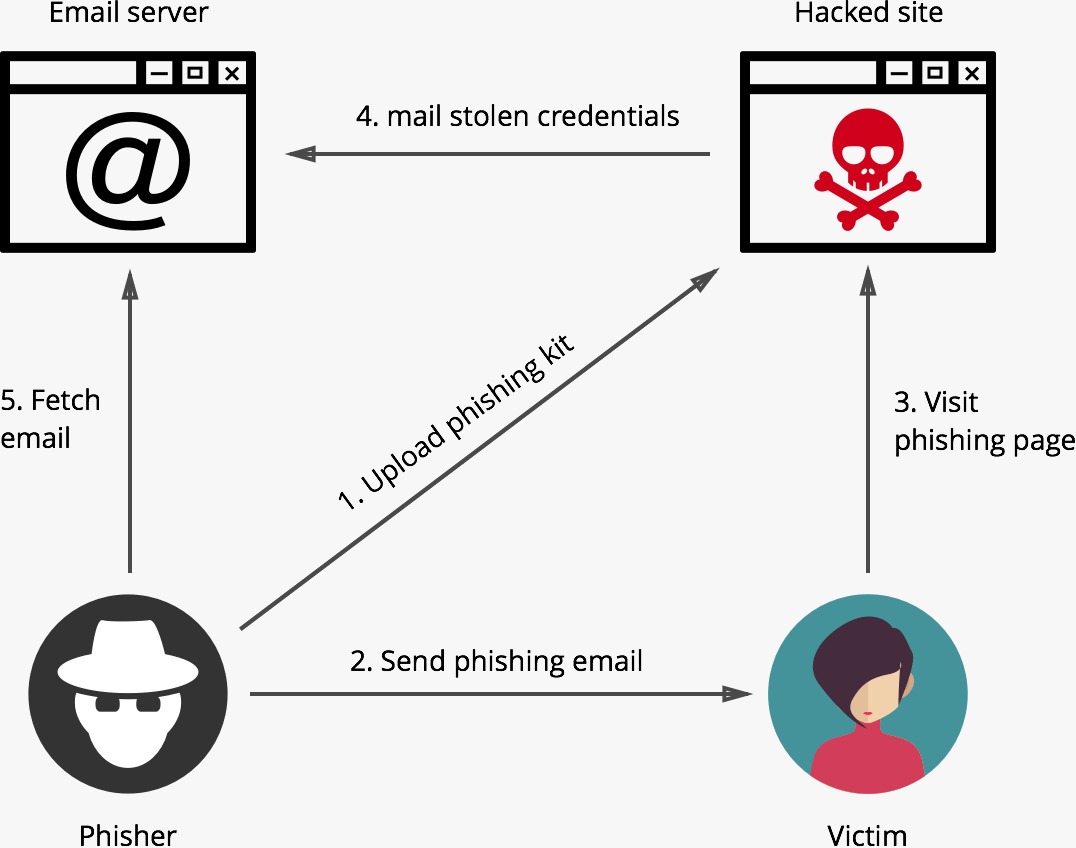 Email server
Hacked site
4. mail stolen credentials
1. Upload phishing kit
5. Fetch
email
3. Visit
phishing page
2. Send phishing email
Phisher
Victim